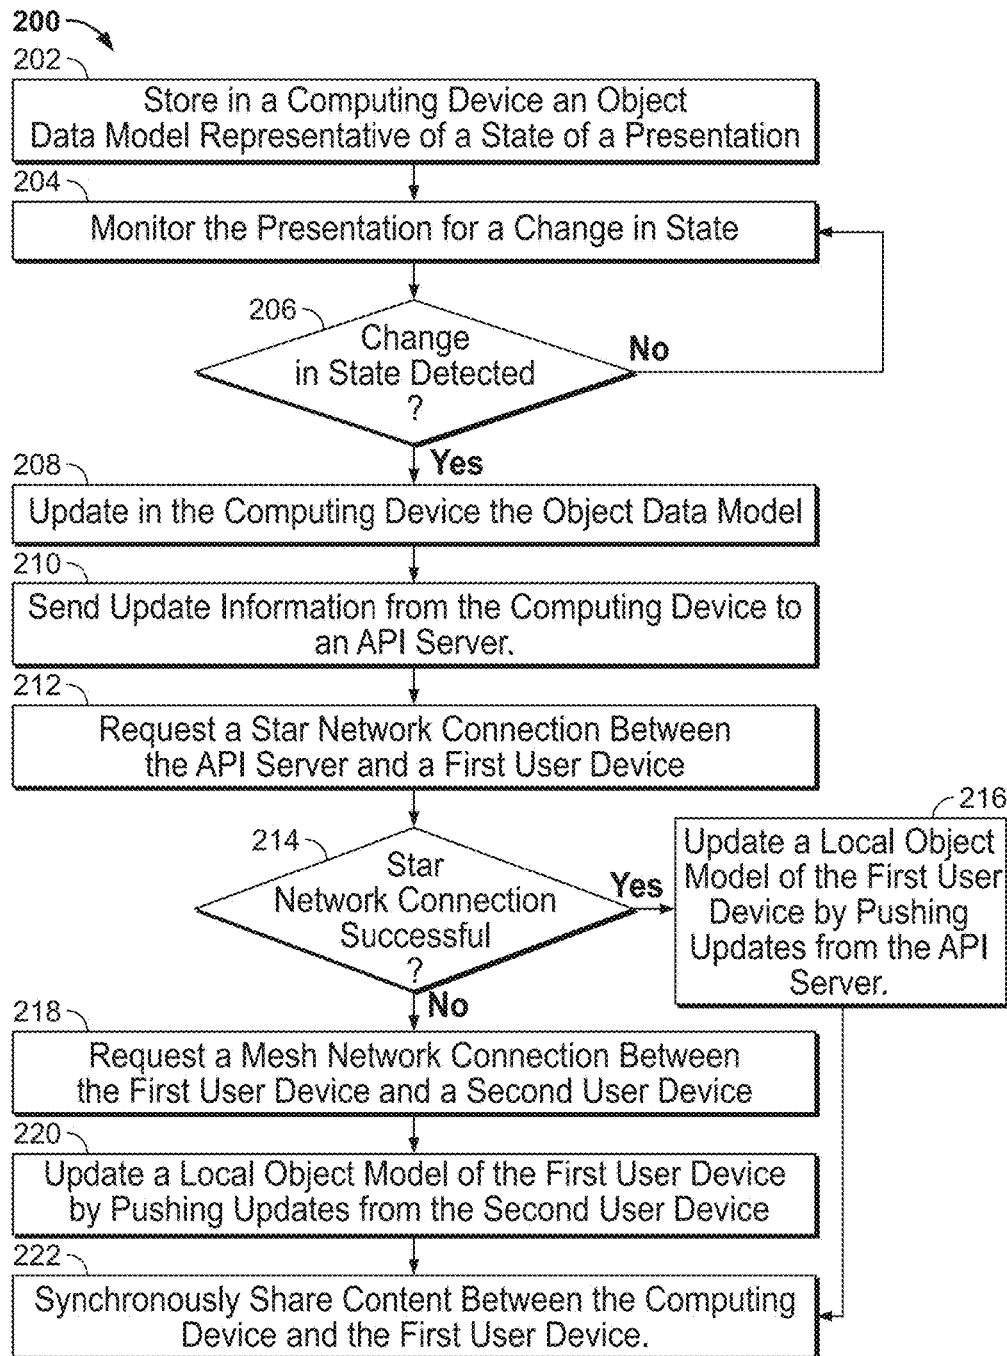 200
202
Store in a Computing Device an Object
Data Model Representative of a State of a Presentation
204
Monitor the Presentation for a Change in State
206
Change
in State Detected
?
No
Yes
208
Update in the Computing Device the Object Data Model
210
Send Update Information from the Computing Device to
an API Server.
212
Request a Star Network Connection Between
the API Server and a First User Device
214
Star
Network Connection
Successful
?
Yes
No
216
Update a Local Object
Model of the First User
Device by Pushing
Updates from the API
Server.
218
Request a Mesh Network Connection Between
the First User Device and a Second User Device
220
Update a Local Object Model of the First User Device
by Pushing Updates from the Second User Device
222
Synchronously Share Content Between the Computing
Device and the First User Device.